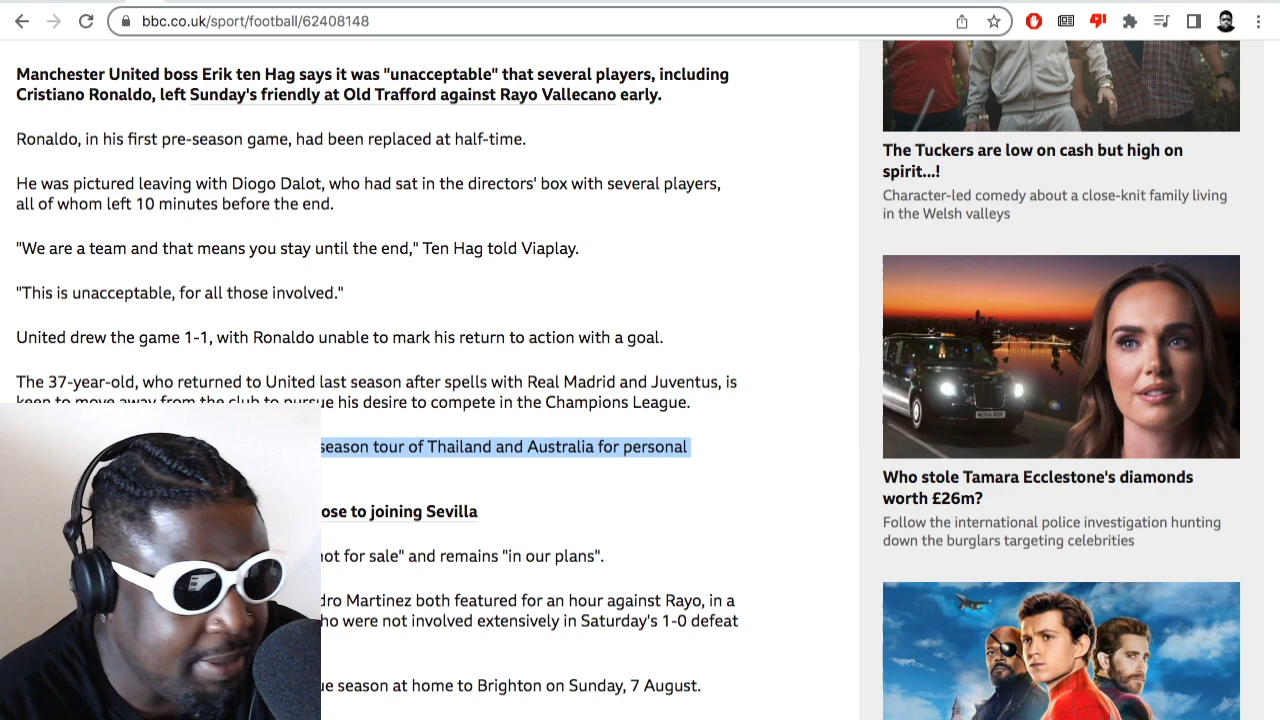 bbc.co.uk/sport/football/62408148
Manchester United boss Erik ten Hag says it was "unacceptable" that several players, including
Cristiano Ronaldo, left Sunday's friendly at Old Trafford against Rayo Vallecano early.
Ronaldo, in his first pre-season game, had been replaced at half-time.
He was pictured leaving with Diogo Dalot, who had sat in the directors' box with several players,
all of whom left 10 minutes before the end.
"We are a team and that means you stay until the end," Ten Hag told Viaplay.
"This is unacceptable, for all those involved."
United drew the game 1-1, with Ronaldo unable to mark his return to action with a goal.
The 37-year-old, who returned to United last season after spells with Real Madrid and Juventus, is
keen to move away from the club to pursue his desire to compete in the Champions League.
season tour of Thailand and Australia for personal
ose to joining Sevilla
not for sale" and remains "in our plans".
dro Martinez both featured for an hour against Rayo, in a
ho were not involved extensively in Saturday's 1-0 defeat
ue season at home to Brighton on Sunday, 7 August.
The Tuckers are low on cash but high on
spirit...!
Character-led comedy about a close-knit family living
in the Welsh valleys
Who stole Tamara Ecclestone's diamonds
worth £26m?
Follow the international police investigation hunting
down the burglars targeting celebrities